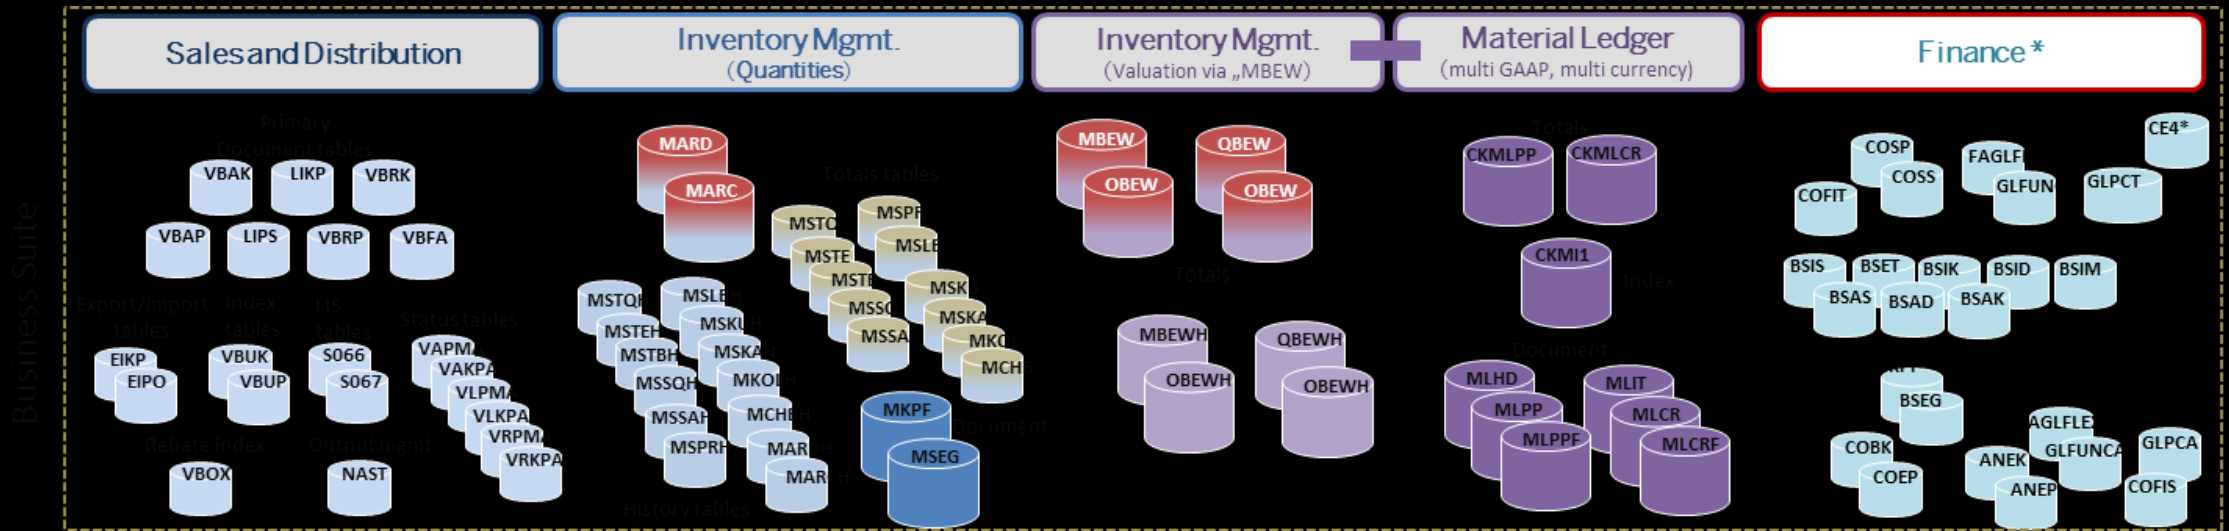 Business Suite
Sales and Distribution
Inventory Mgmt.
(Quantities)
Inventory Mgmt.
(Valuation via „MBEW)
Material Ledger
(multi GAAP, multi currency)
Finance *
Primary
Document tables
VBAK LIKP VBRK
VBAP LIPS VBRP VBFA
Export/import
tables
EIKP
EIPO
Index
tables
VBUK
VBUP
LIS
tables
S066
S067
Status tables
VAPMA
VAKPA
VLPMA
VLKPA
VRPMA
VRKPA
Rebate index
VBOX
Output mgmt
NAST
MARD
MARC
Totals tables
MSTQ
MSTE
MSTB
MSSQ
MSSA
MSPR
MSLB
MSKU
MSKA
MKOL
MCHB
MSTQH
MSTEH
MSTBH
MSSQH
MSSAH
MSPRH
MSLBH
MSKUH
MSKAH
MKOLH
MCHBH
MARDH
MARCH
History tables
MKPF
MSEG
Document
MBEW
OBEW
QBEW
OBEW
Totals
MBEWH
OBEWH
QBEWH
OBEWH
Totals
CKMLPP CKMLCR
CKMI1
Index
Document
MLHD
MLPP
MLPPF
MLIT
MLCR
MLCRF
CE4*
COSP
COSS
COFIT
FAGLF
GLFUN
GLPCT
BSIS BSET BSIK BSID BSIM
BSAS BSAD BSAK
BSEG
COBK
COEP
ANEK
ANEP
AGLFLEX
GLFUNCA
GLPCA
COFIS